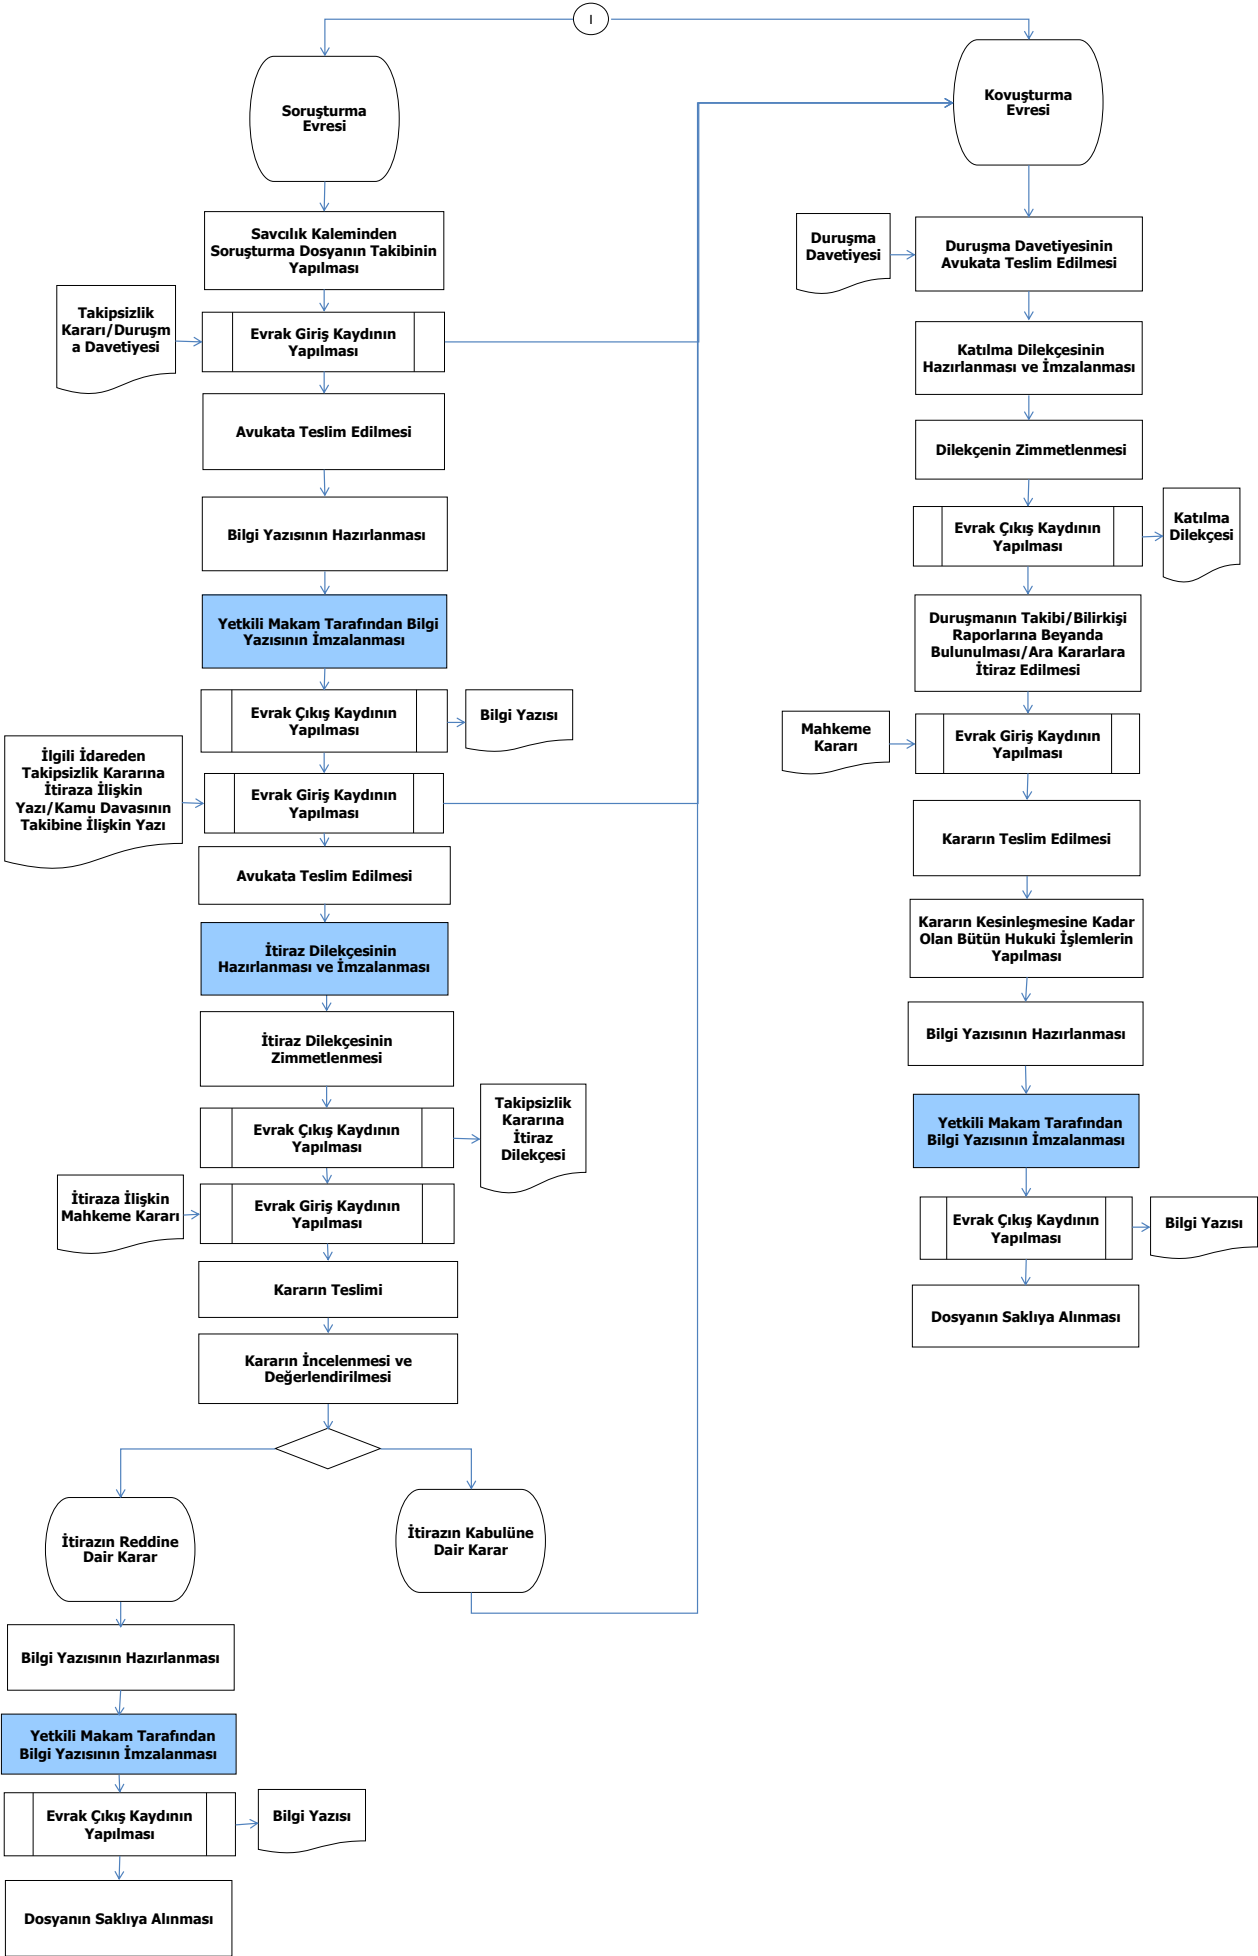 I
Soruşturma
Evresi
Savcılık Kaleminden
Soruşturma Dosyanın Takibinin
Yapılması
Takipsizlik
Kararı/Duruşm
a Davetiyesi
Evrak Giriş Kaydının
Yapılması
Avukata Teslim Edilmesi
Bilgi Yazısının Hazırlanması
Yetkili Makam Tarafından Bilgi
Yazısının İmzalanması
Evrak Çıkış Kaydının
Yapılması
Bilgi Yazısı
İlgili İdareden
Takipsizlik Kararına
İtiraza İlişkin
Yazı/Kamu Davasının
Takibine İlişkin Yazı
Evrak Giriş Kaydının
Yapılması
Avukata Teslim Edilmesi
İtiraz Dilekçesinin
Hazırlanması ve İmzalanması
İtiraz Dilekçesinin
Zimmetlenmesi
Evrak Çıkış Kaydının
Yapılması
Takipsizlik
Kararına
İtiraz
Dilekçesi
İtiraza İlişkin
Mahkeme Kararı
Evrak Giriş Kaydının
Yapılması
Kararın Teslimi
Kararın İncelenmesi ve
Değerlendirilmesi
İtirazın Reddine
Dair Karar
İtirazın Kabulüne
Dair Karar
Bilgi Yazısının Hazırlanması
Yetkili Makam Tarafından
Bilgi Yazısının İmzalanması
Evrak Çıkış Kaydının
Yapılması
Bilgi Yazısı
Dosyanın Saklıya Alınması
Kovuşturma
Evresi
Duruşma
Davetiyesi
Duruşma Davetiyesinin
Avukata Teslim Edilmesi
Katılma Dilekçesinin
Hazırlanması ve İmzalanması
Dilekçenin Zimmetlenmesi
Evrak Çıkış Kaydının
Yapılması
Katılma
Dilekçesi
Duruşmanın Takibi/Bilirkişi
Raporlarına Beyanda
Bulunulması/Ara Kararlara
İtiraz Edilmesi
Mahkeme
Kararı
Evrak Giriş Kaydının
Yapılması
Kararın Teslim Edilmesi
Kararın Kesinleşmesine Kadar
Olan Bütün Hukuki İşlemlerin
Yapılması
Bilgi Yazısının Hazırlanması
Yetkili Makam Tarafından
Bilgi Yazısının İmzalanması
Evrak Çıkış Kaydının
Yapılması
Bilgi Yazısı
Dosyanın Saklıya Alınması